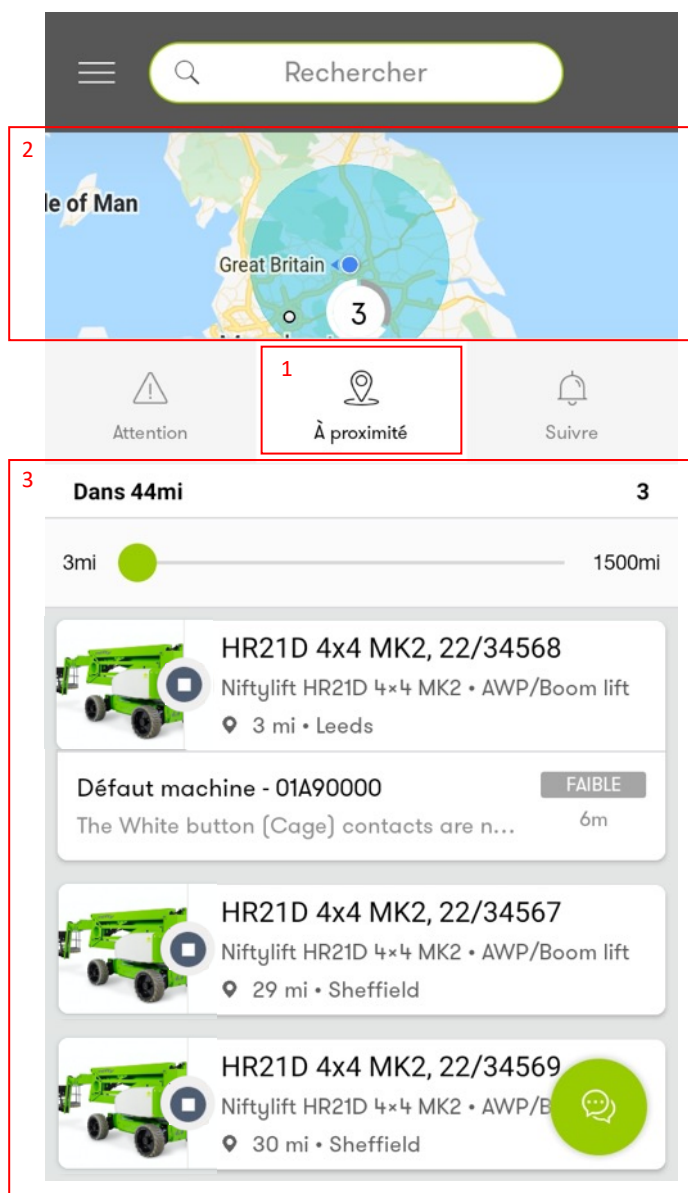 Rechercher
2
le of Man
Great Britain
3
1
Attention
À proximité
Suivre
3
Dans 44mi
3
3mi
1500mi
HR21D 4x4 MK2, 22/34568
Niftylift HR21D 4×4 MK2 • AWP/Boom lift
3 mi • Leeds
Défaut machine - 01A90000
FAIBLE
The White button (Cage) contacts are n...
6m
HR21D 4x4 MK2, 22/34567
Niftylift HR21D 4×4 MK2 • AWP/Boom lift
29 mi • Sheffield
HR21D 4x4 MK2, 22/34569
Niftylift HR21D 4×4 MK2 • AWP/B
30 mi • Sheffield